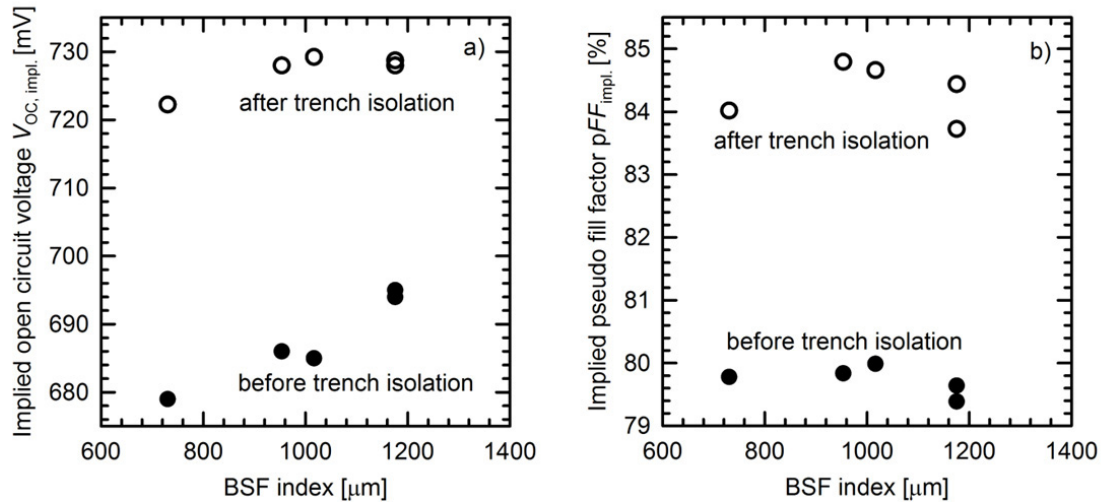 a)
Implied open circuit voltage V_OC, impl. [mV]
730
720
710
700
690
680
after trench isolation
before trench isolation
600 800 1000 1200 1400
BSF index [μm]
b)
Implied pseudo fill factor pFF_impl. [%]
85
84
83
82
81
80
79
after trench isolation
before trench isolation
600 800 1000 1200 1400
BSF index [μm]